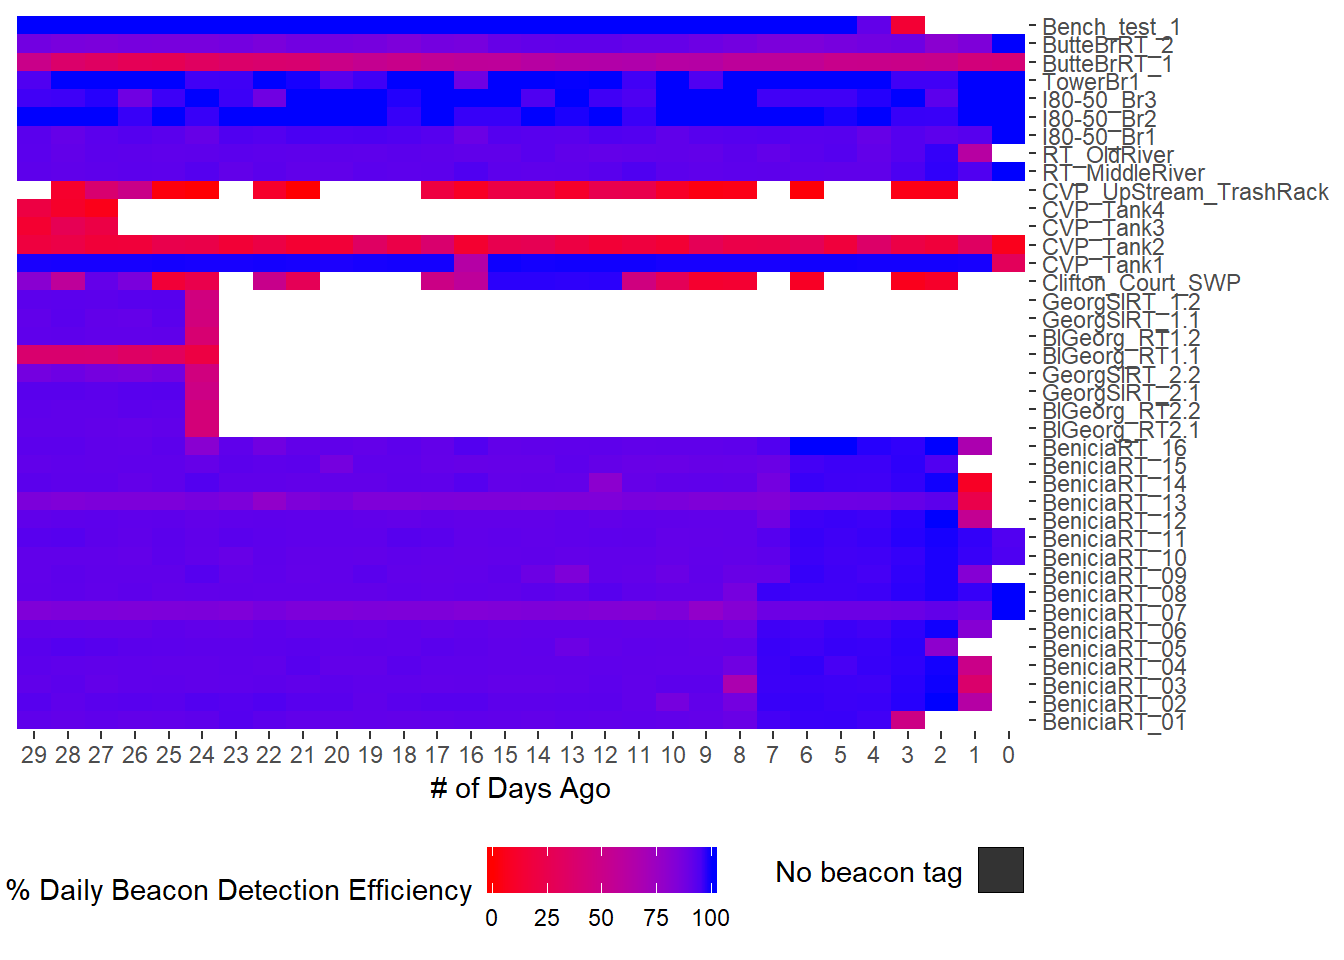 Bench_test_1
ButteBrRT_2
ButteBrRT_1
TowerBr1
I80-50_Br3
I80-50_Br2
I80-50_Br1
RT_OldRiver
RT_MiddleRiver
CVP_UpStream_TrashRack
CVP_Tank4
CVP_Tank3
CVP_Tank2
CVP_Tank1
Clifton_Court_SWP
GeorgSlRT_1.2
GeorgSlRT_1.1
BlGeorg_RT1.2
BlGeorg_RT1.1
GeorgSlRT_2.2
GeorgSlRT_2.1
BlGeorg_RT2.2
BlGeorg_RT2.1
BeniciaRT_16
BeniciaRT_15
BeniciaRT_14
BeniciaRT_13
BeniciaRT_12
BeniciaRT_11
BeniciaRT_10
BeniciaRT_09
BeniciaRT_08
BeniciaRT_07
BeniciaRT_06
BeniciaRT_05
BeniciaRT_04
BeniciaRT_03
BeniciaRT_02
BeniciaRT_01
29 28 27 26 25 24 23 22 21 20 19 18 17 16 15 14 13 12 11 10 9 8 7 6 5 4 3 2 1 0
# of Days Ago
% Daily Beacon Detection Efficiency
0 25 50 75 100
No beacon tag